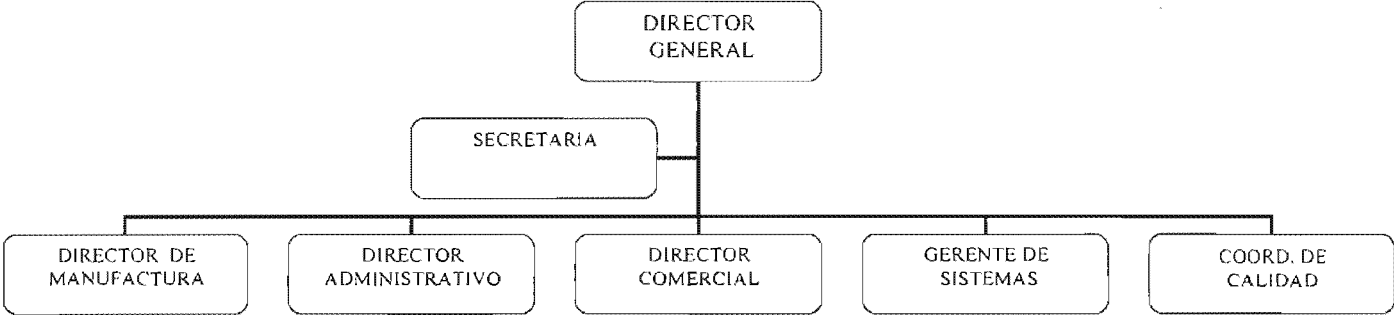 DIRECTOR
GENERAL
SECRETARIA
DIRECTOR DE
MANUFACTURA
DIRECTOR
ADMINISTRATIVO
DIRECTOR
COMERCIAL
GERENTE DE
SISTEMAS
COORD. DE
CALIDAD